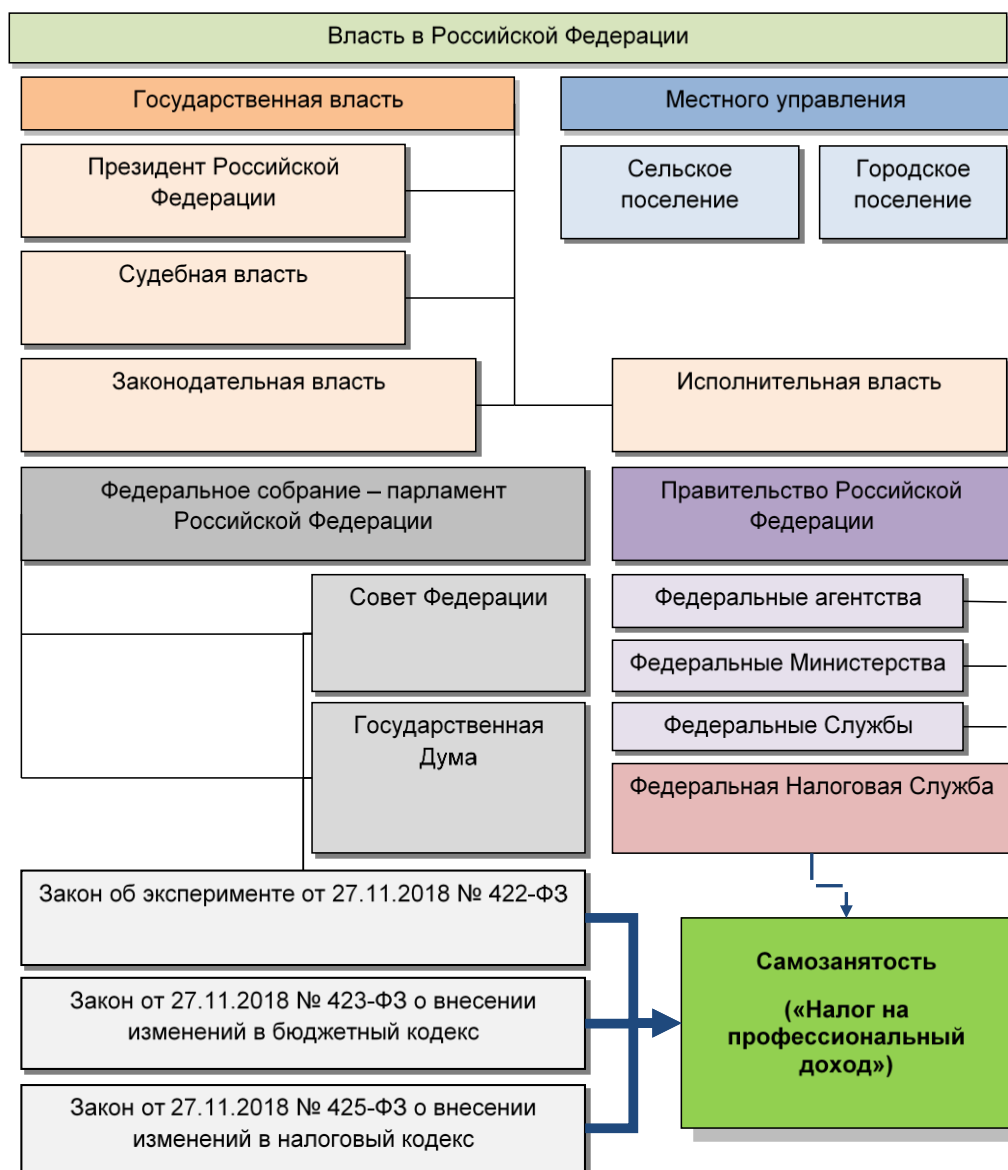 Власть в Российской Федерации
Государственная власть
Местного управления
Президент Российской
Федерации
Сельское
поселение
Городское
поселение
Судебная власть
Законодательная власть
Исполнительная власть
Федеральное собрание – парламент
Российской Федерации
Правительство Российской
Федерации
Совет Федерации
Федеральные агентства
Федеральные Министерства
Государственная
Дума
Федеральные Службы
Федеральная Налоговая Служба
Закон об эксперименте от 27.11.2018 № 422-ФЗ
Закон от 27.11.2018 № 423-ФЗ о внесении
изменений в бюджетный кодекс
Закон от 27.11.2018 № 425-ФЗ о внесении
изменений в налоговый кодекс
Самозанятость
(«Налог на
профессиональный
доход»)